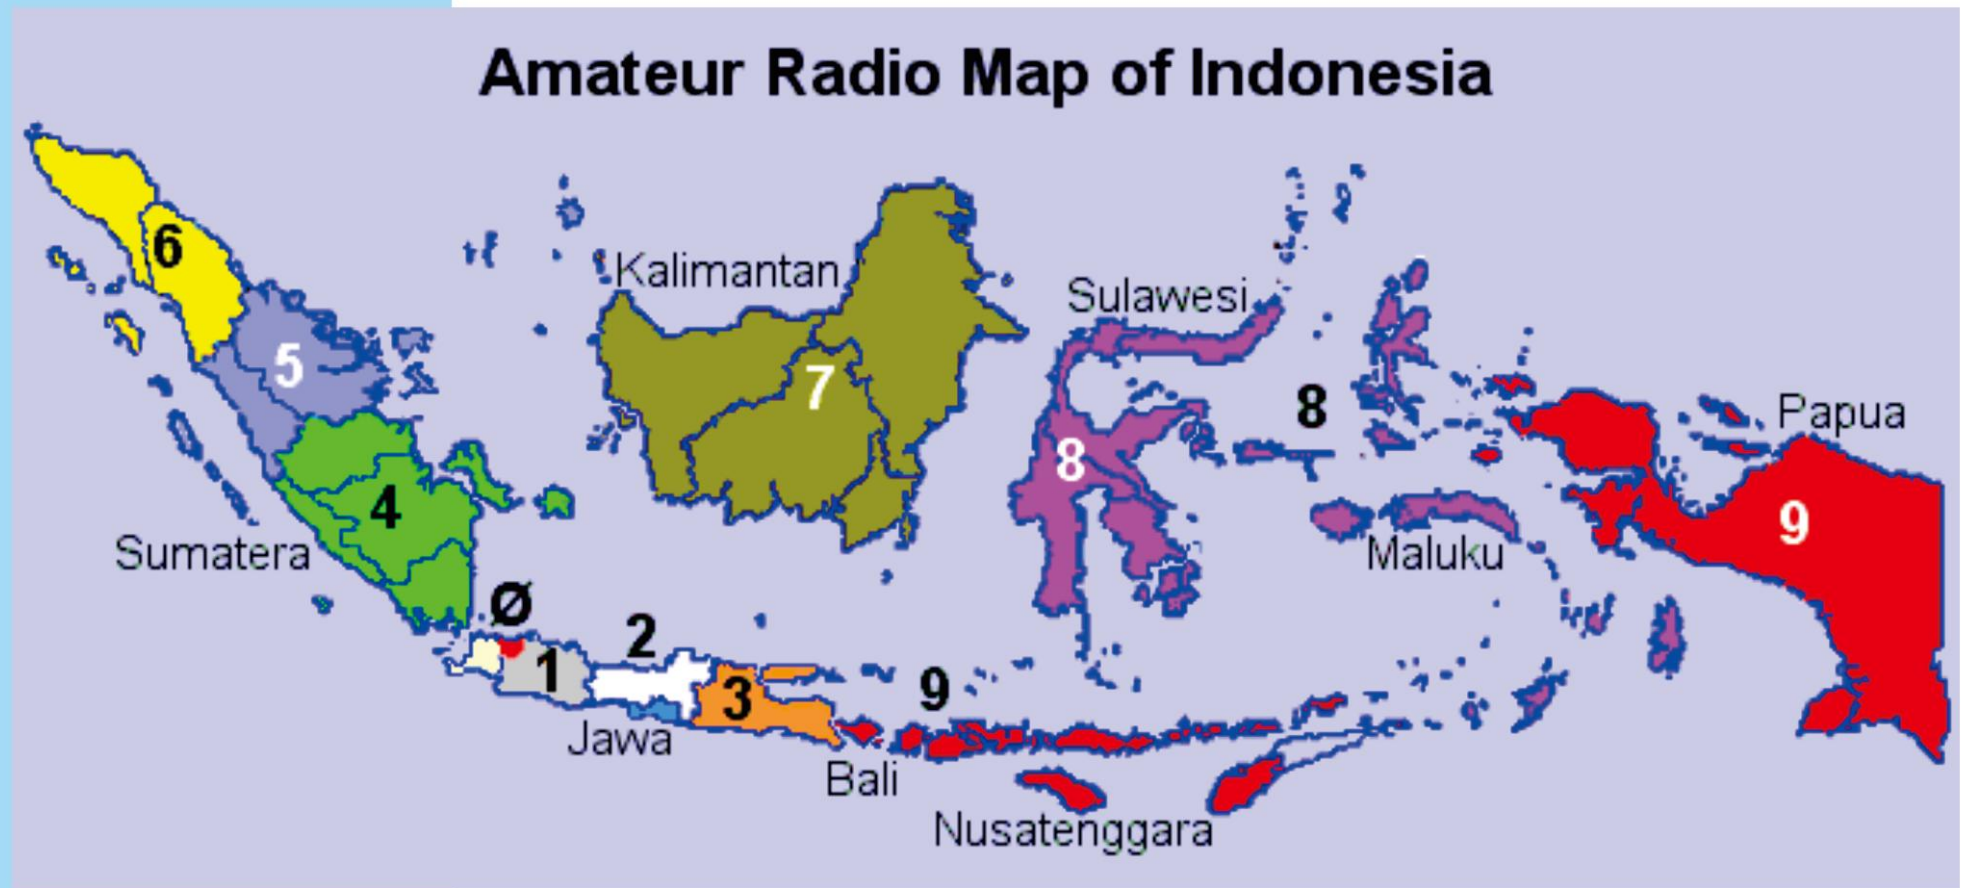 Amateur Radio Map of Indonesia
6
Kalimantan
Sulawesi
5
7
8
Papua
8
4
9
Sumatera
Maluku
Ø
2
1
3
9
Jawa
Bali
Nusatenggara